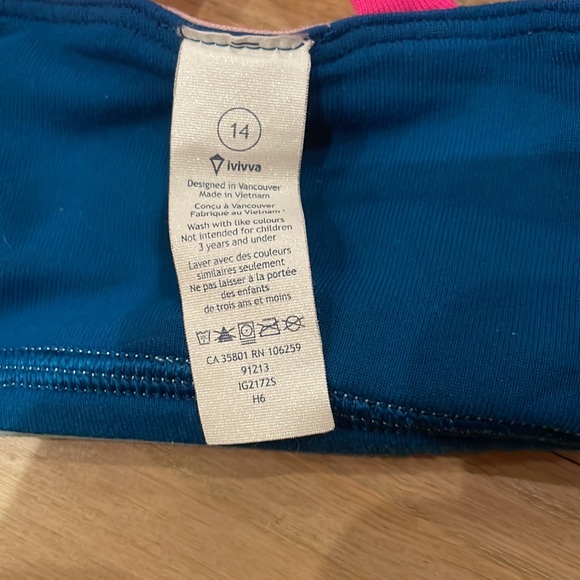 14
ivivva
Designed in Vancouver
Made in Vietnam
Conçu à Vancouver
Fabriqué au Vietnam
Wash with like colours
Not intended for children
3 years and under
Laver avec des couleurs
similaires seulement
Ne pas laisser à la portée
des enfants
de trois ans et moins
CA 35801 RN 106259
91213
IG2172S
H6